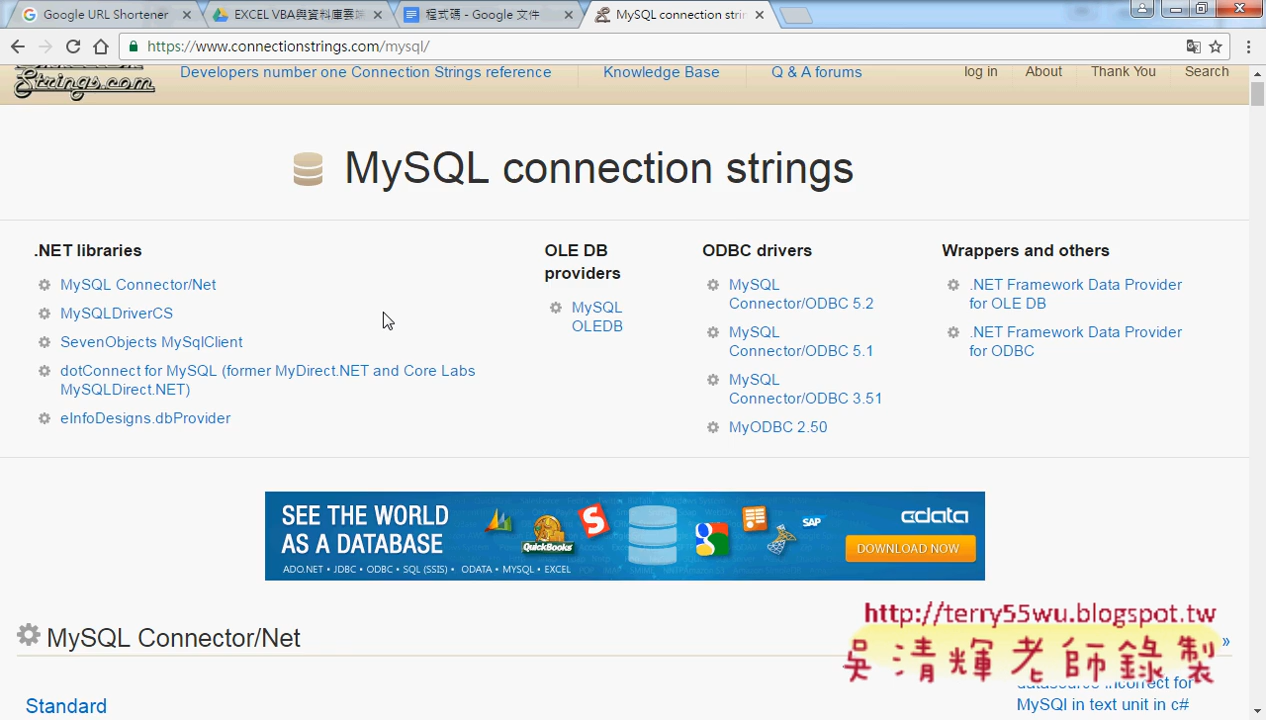 Google URL Shortener
EXCEL VBA與資料庫雲端
程式碼 - Google 文件
MySQL connection strin
https://www.connectionstrings.com/mysql/
Strings.com
Developers number one Connection Strings reference
Knowledge Base
Q & A forums
log in
About
Thank You
Search
MySQL connection strings
.NET libraries
MySQL Connector/Net
MySQLDriverCS
SevenObjects MySqlClient
dotConnect for MySQL (former MyDirect.NET and Core Labs
MySQLDirect.NET)
eInfoDesigns.dbProvider
OLE DB
providers
MySQL
OLEDB
ODBC drivers
MySQL
Connector/ODBC 5.2
MySQL
Connector/ODBC 5.1
MySQL
Connector/ODBC 3.51
MyODBC 2.50
Wrappers and others
.NET Framework Data Provider
for OLE DB
.NET Framework Data Provider
for ODBC
SEE THE WORLD
AS A DATABASE
ADO.NET • JDBC • ODBC • SQL (SSIS) • ODATA • MYSQL • EXCEL
QuickBooks
SAP
cdata
DOWNLOAD NOW
http://terry55wu.blogspot.tw
吳清輝老師錄製
»
MySQL Connector/Net
Standard
datasource incorrect for
MySQl in text unit in c#